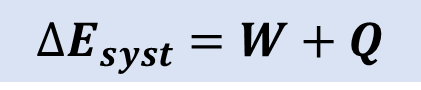 ΔE_syst = W + Q